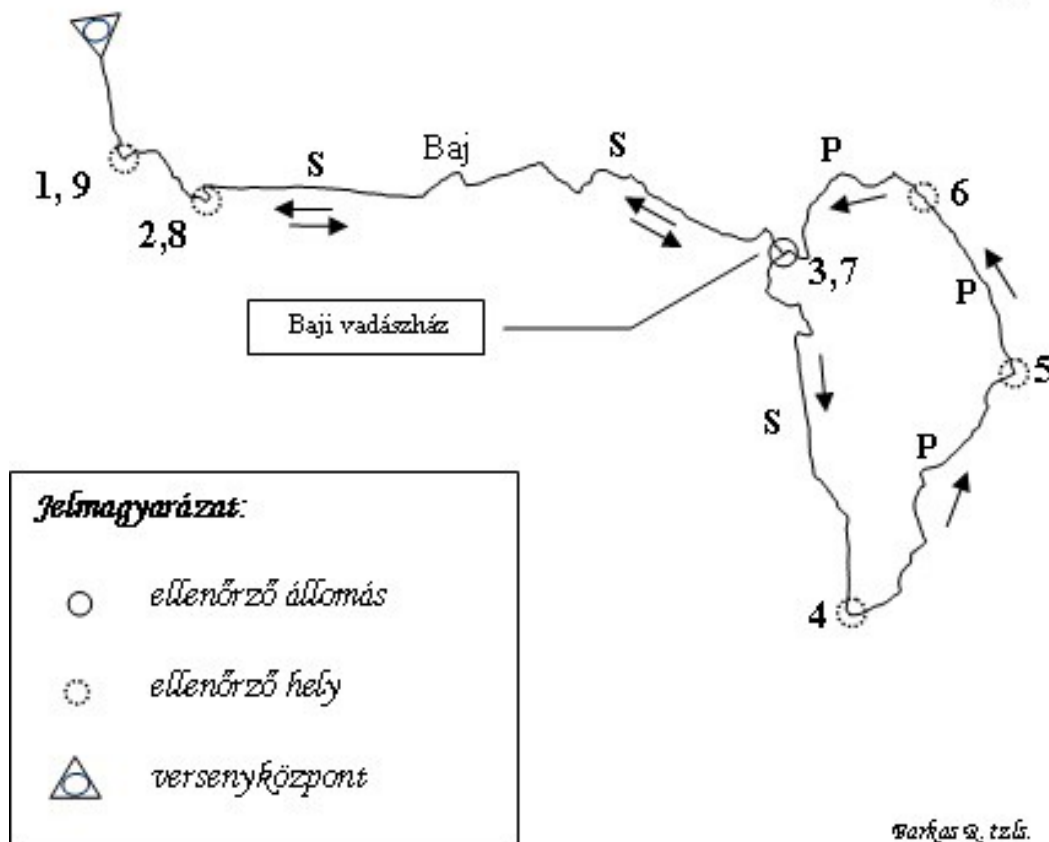 S
Baj
S
P
1, 9
2,8
6
3,7
P
Baji vadászház
5
S
P
4
Jelmagyarázat:
ellenőrző állomás
ellenőrző hely
versenyközpont
Barkas
tzls.